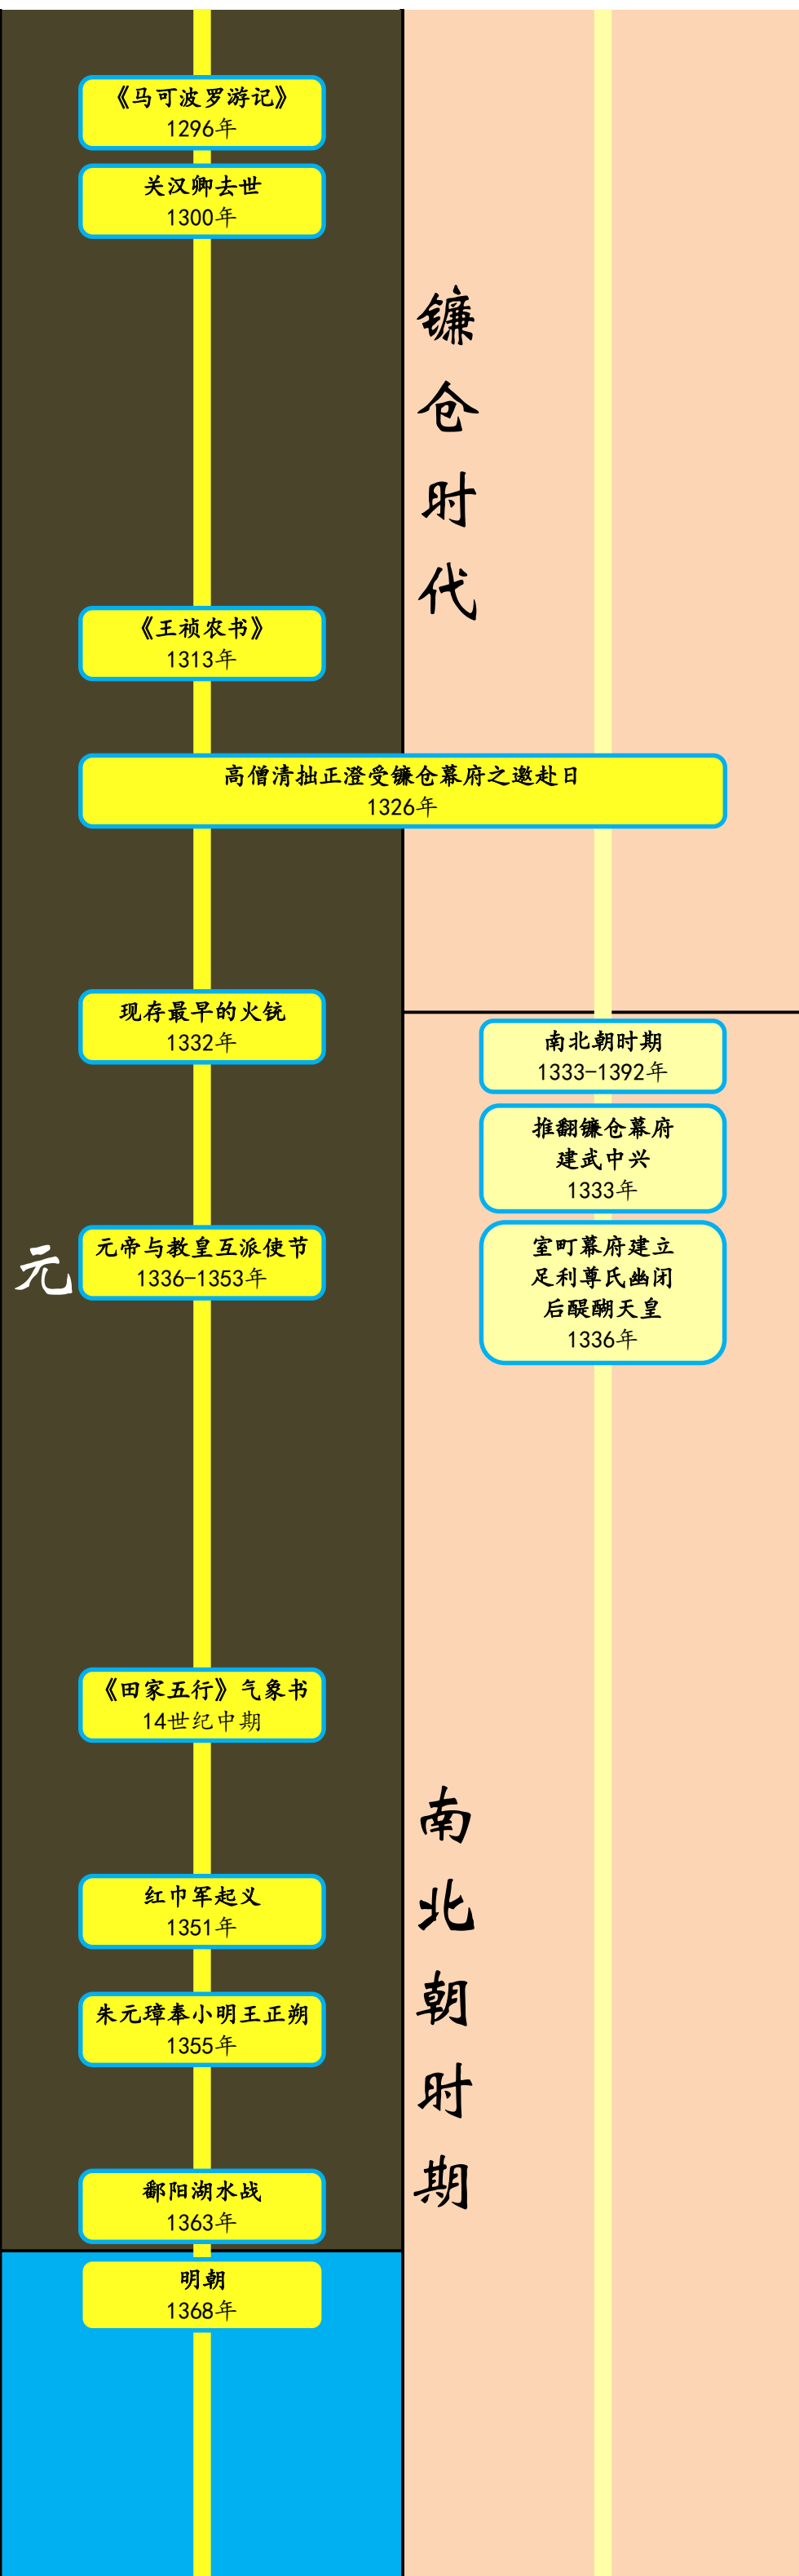 《马可波罗游记》
1296年
关汉卿去世
1300年
镰仓时代
《王祯农书》
1313年
高僧清拙正澄受镰仓幕府之邀赴日
1326年
现存最早的火铳
1332年
南北朝时期
1333-1392年
推翻镰仓幕府
建武中兴
1333年
元
元帝与教皇互派使节
1336-1353年
室町幕府建立
足利尊氏幽闭
后醍醐天皇
1336年
《田家五行》气象书
14世纪中期
南北朝时期
红巾军起义
1351年
朱元璋奉小明王正朔
1355年
鄱阳湖水战
1363年
明朝
1368年